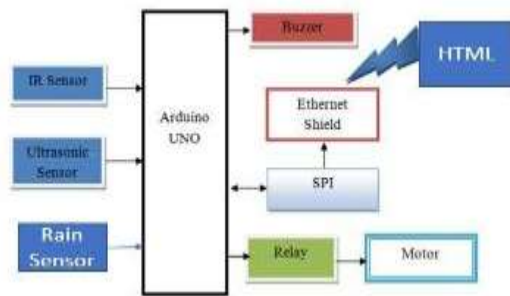 Buzzer
HTML
IR Sensor
Ethernet
Shield
Arduino
UNO
Ultrasonic
Sensor
SPI
Rain
Sensor
Relay
Motor